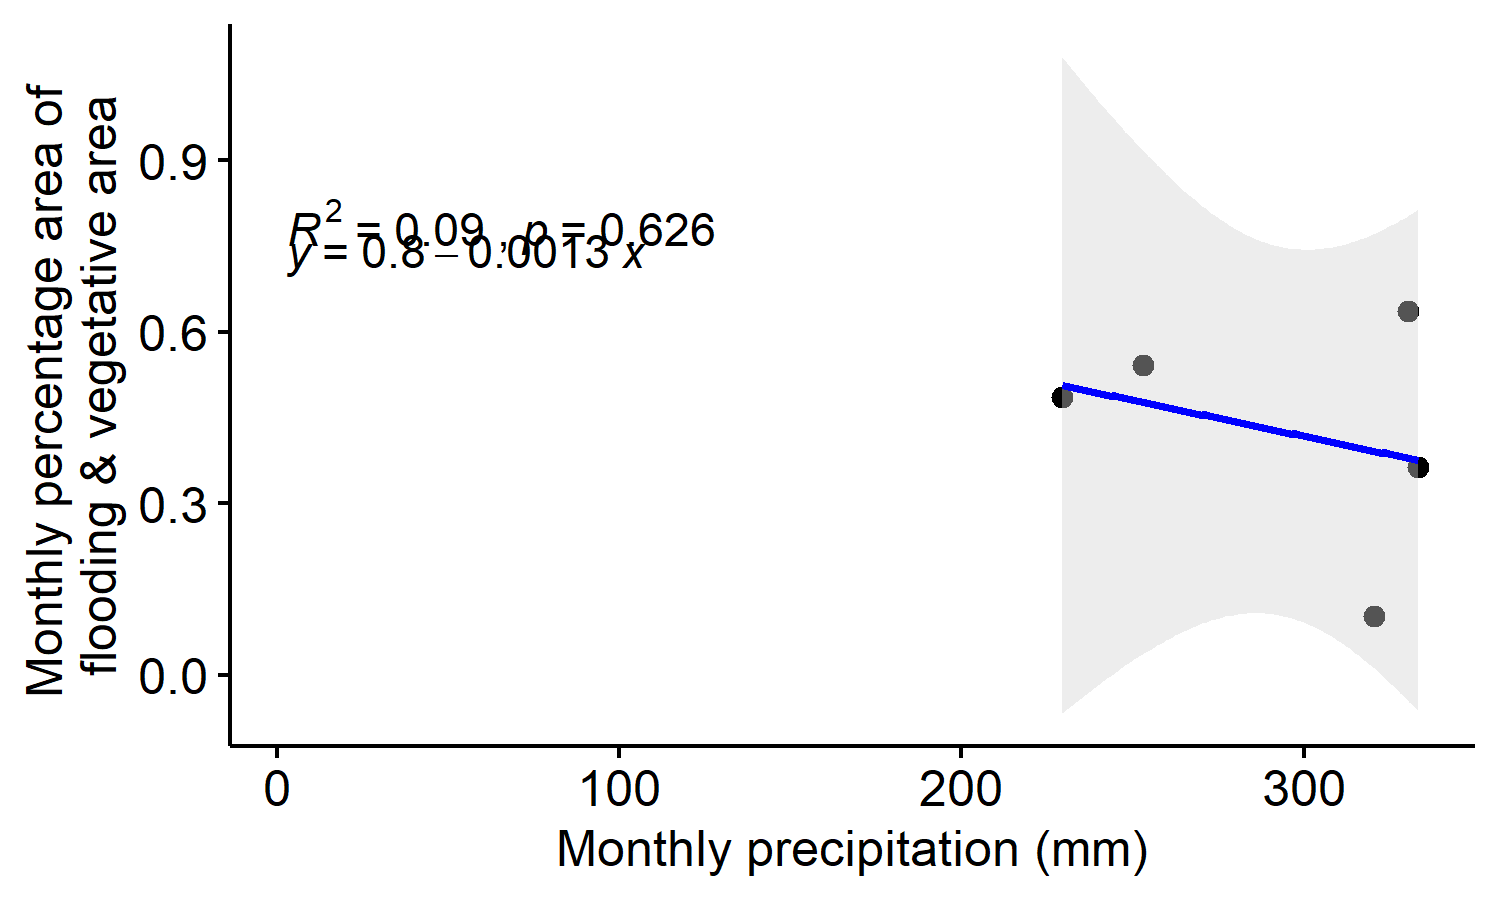 Monthly percentage area of
flooding & vegetative area
0.9
0.6
0.3
0.0
R² = 0.09 , p = 0.626
y = 0.8 − 0.0013 x
0 100 200 300
Monthly precipitation (mm)